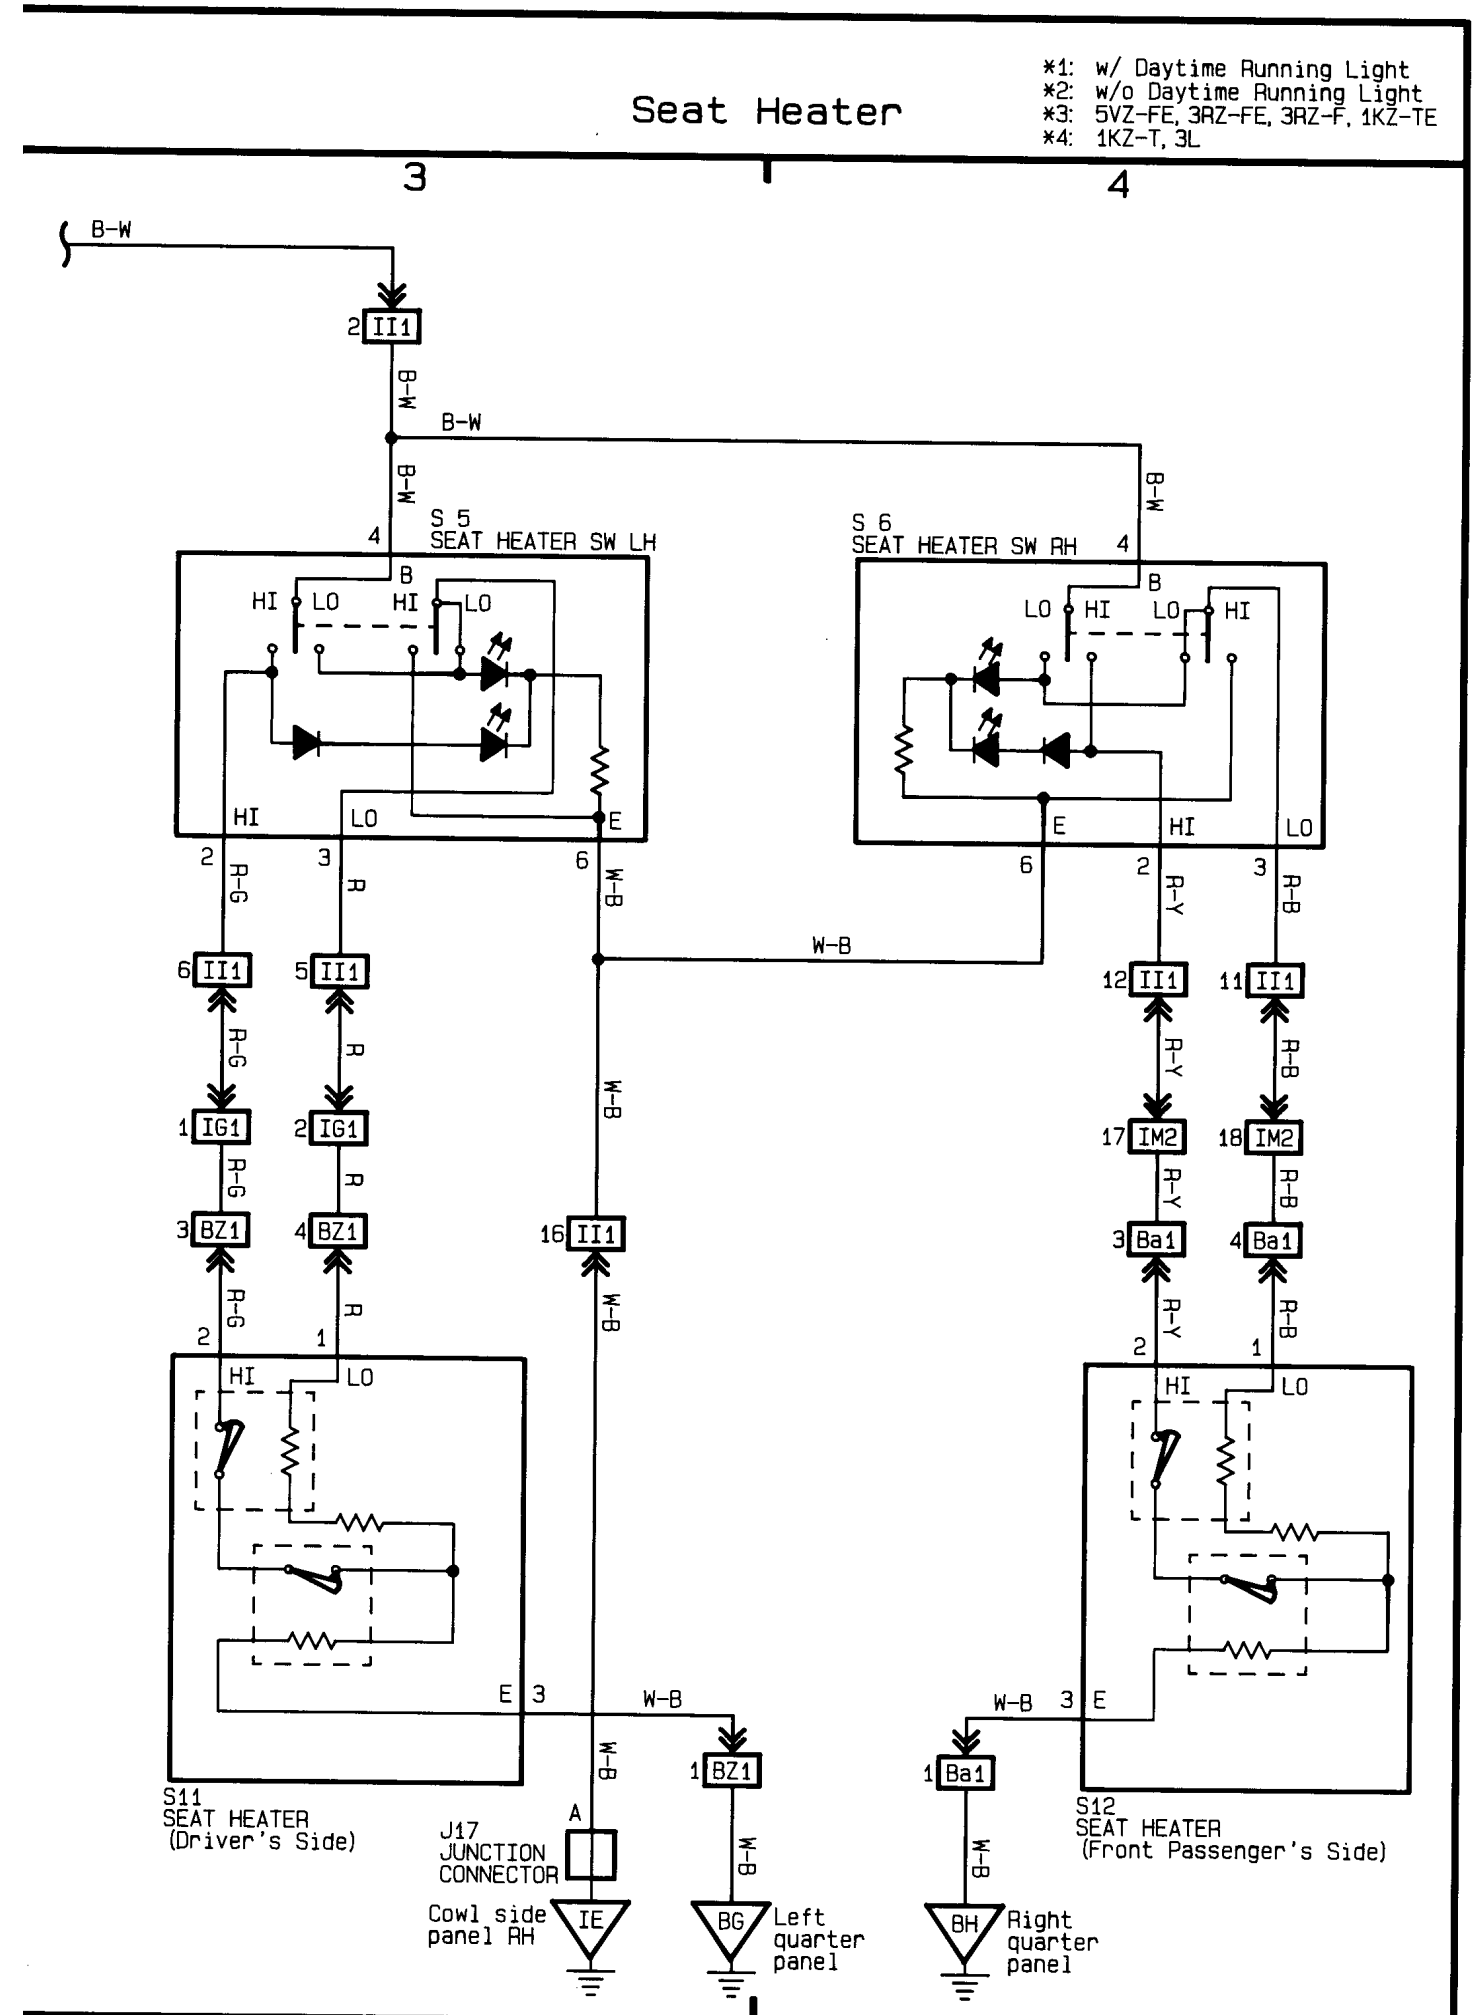 Seat Heater
*1: w/ Daytime Running Light
*2: w/o Daytime Running Light
*3: 5VZ-FE, 3RZ-FE, 3RZ-F, 1KZ-TE
*4: 1KZ-T, 3L
3
4
B-W
2 II1
B-W
B-W
B-W
B-W
4
S 5
SEAT HEATER SW LH
B
HI LO HI LO
HI LO E
2 3 6
S 6
SEAT HEATER SW RH 4
B
LO HI LO HI
E HI LO
6 2 3
R-G R W-B
R-Y R-B
W-B
6 II1 5 II1
12 II1 11 II1
R-G R W-B
R-Y R-B
1 IG1 2 IG1
17 IM2 18 IM2
R-G R
R-Y R-B
3 BZ1 4 BZ1 16 II1
3 Ba1 4 Ba1
R-G R W-B
R-Y R-B
2 1
2 1
HI LO
HI LO
E 3 W-B
W-B 3 E
W-B
1 BZ1
1 Ba1
S11
SEAT HEATER
(Driver's Side)
S12
SEAT HEATER
(Front Passenger's Side)
A
J17
JUNCTION
CONNECTOR
W-B
W-B
Cowl side
panel RH
IE
BG
Left
quarter
panel
BH
Right
quarter
panel